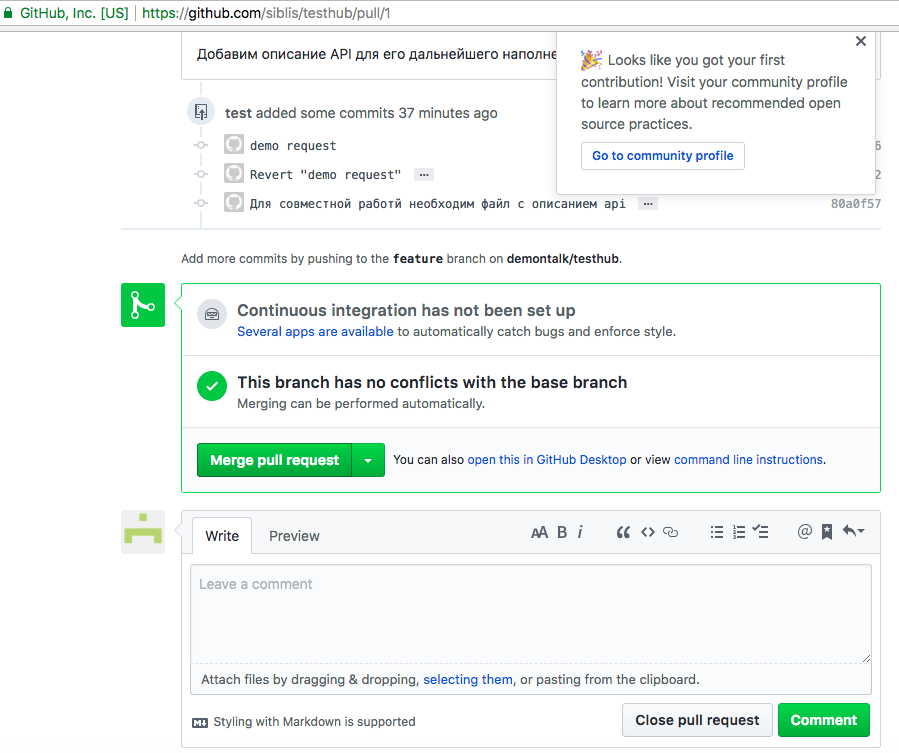 GitHub, Inc. [US] https://github.com/siblis/testhub/pull/1
Добавим описание API для его дальнейшего
Looks like you got your first
contribution! Visit your community profile
to learn more about recommended open
source practices.
Go to community profile
test added some commits 37 minutes ago
demo request
Revert "demo request" ...
Для совместной работй необходим файл с описанием api ... 80a0f57
Add more commits by pushing to the feature branch on demontalk/testhub.
Continuous integration has not been set up
Several apps are available to automatically catch bugs and enforce style.
This branch has no conflicts with the base branch
Merging can be performed automatically.
Merge pull request You can also open this in GitHub Desktop or view command line instructions.
Write Preview AA B i @
Leave a comment
Attach files by dragging & dropping, selecting them, or pasting from the clipboard.
Styling with Markdown is supported Close pull request Comment